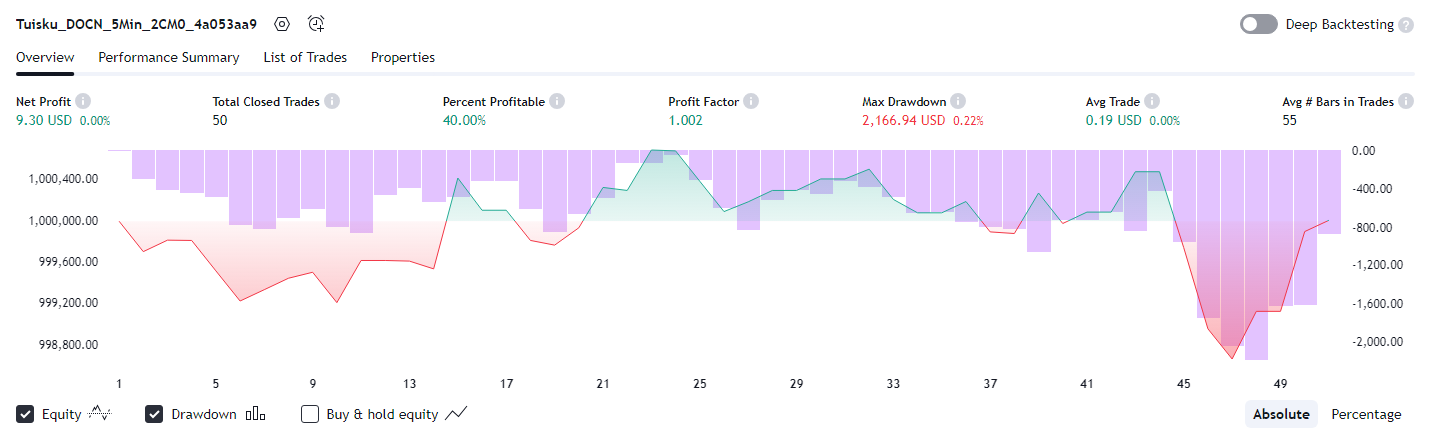 Tuisku_DOCN_5Min_2CM0_4a053aa9 Deep Backtesting ?
Overview Performance Summary List of Trades Properties
Net Profit i Total Closed Trades i Percent Profitable i Profit Factor i Max Drawdown i Avg Trade i Avg # Bars in Trades i
9.30 USD 0.00% 50 40.00% 1.002 2,166.94 USD 0.22% 0.19 USD 0.00% 55
0.00
1,000,400.00 -400.00
1,000,000.00 -800.00
999,600.00 -1,200.00
999,200.00 -1,600.00
998,800.00 -2,000.00
1 5 9 13 17 21 25 29 33 37 41 45 49
Equity Drawdown Buy & hold equity Absolute Percentage